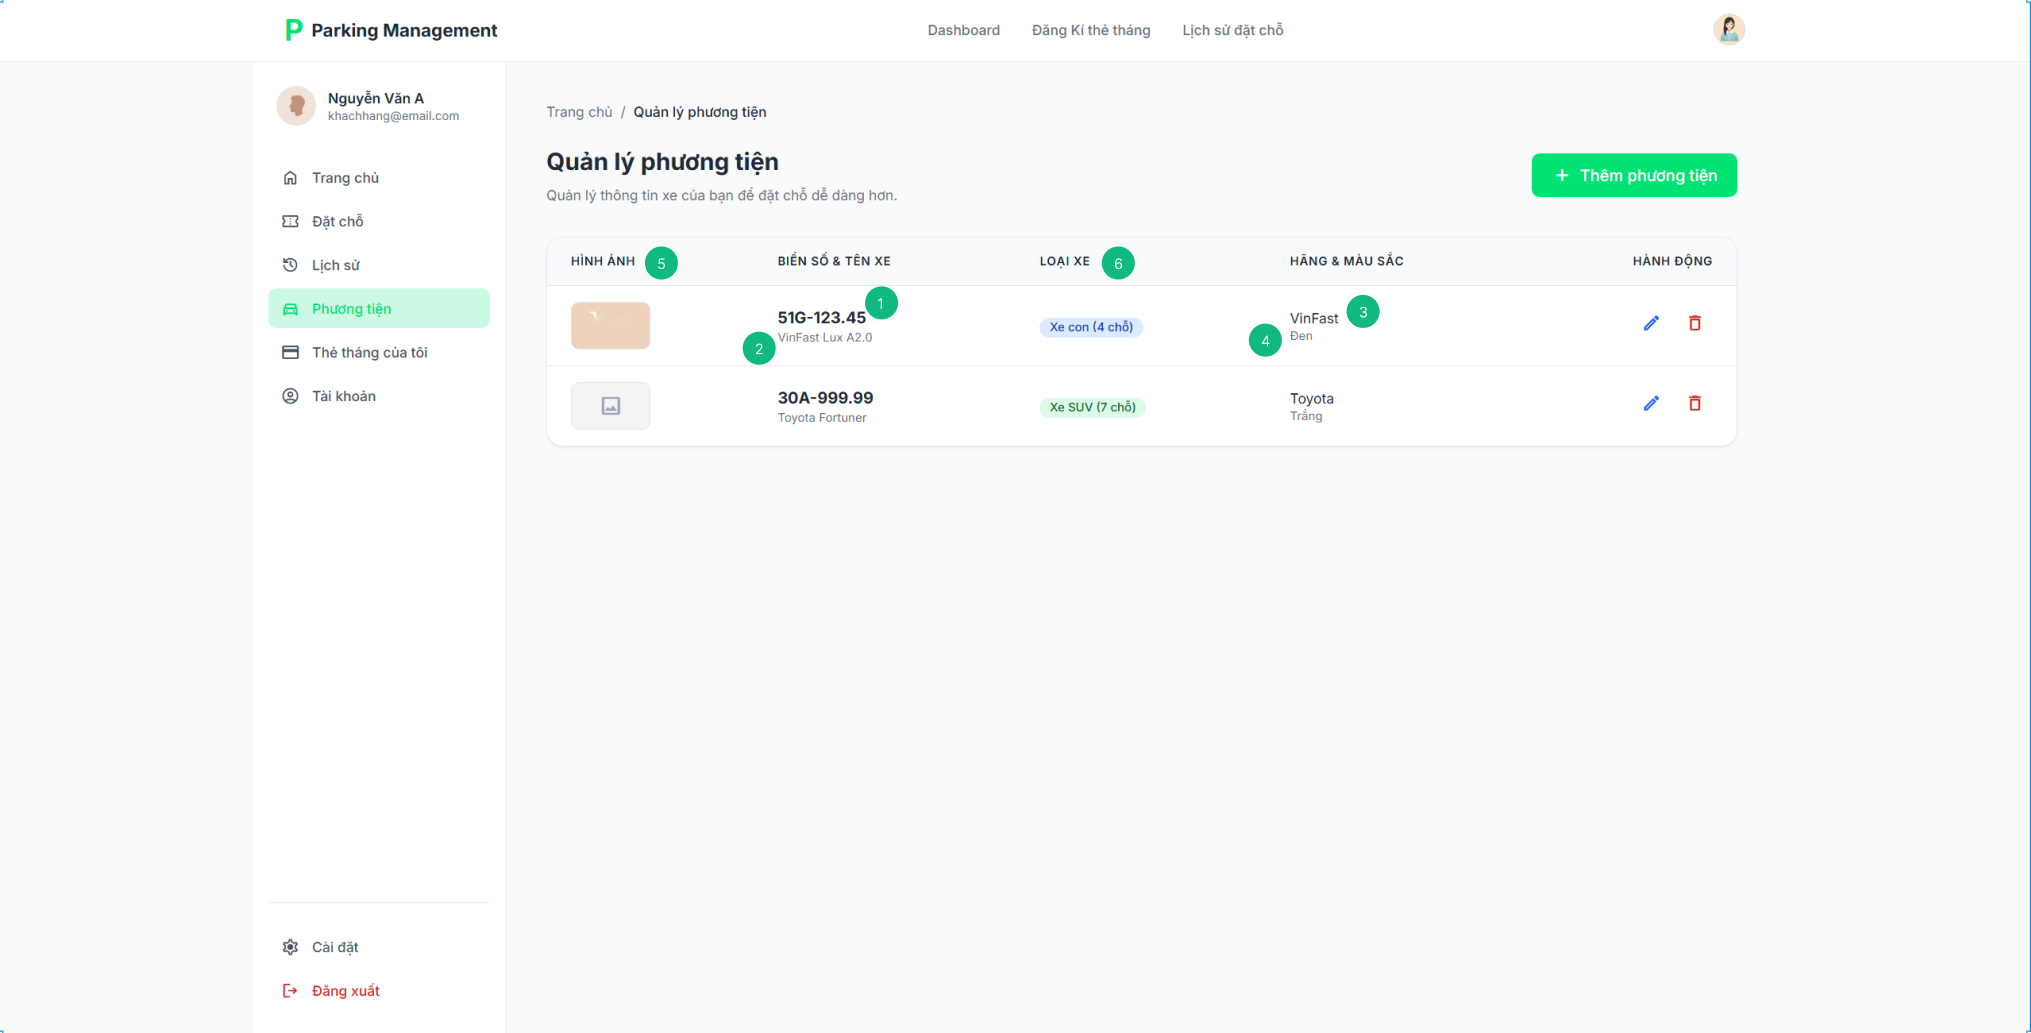 P Parking Management
Dashboard
Đăng Kí thẻ tháng
Lịch sử đặt chỗ
Nguyễn Văn A
khachhang@email.com
Trang chủ
Đặt chỗ
Lịch sử
Phương tiện
Thẻ tháng của tôi
Tài khoản
Cài đặt
Đăng xuất
Trang chủ / Quản lý phương tiện
Quản lý phương tiện
Quản lý thông tin xe của bạn để đặt chỗ dễ dàng hơn.
+ Thêm phương tiện
HÌNH ẢNH 5
BIỂN SỐ & TÊN XE
LOẠI XE 6
HÃNG & MÀU SẮC
HÀNH ĐỘNG
51G-123.45 1
2 VinFast Lux A2.0
Xe con (4 chỗ)
VinFast 3
4 Đen
30A-999.99
Toyota Fortuner
Xe SUV (7 chỗ)
Toyota
Trắng